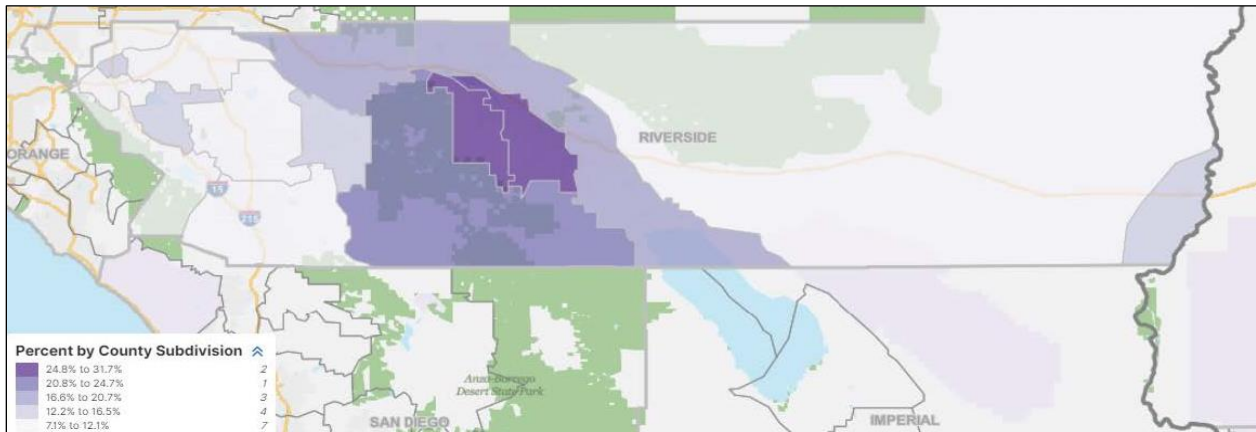 RIVERSIDE
ORANGE
15
215
Percent by County Subdivision
24.8% to 31.7% 2
20.8% to 24.7% 1
16.6% to 20.7% 3
12.2% to 16.5% 4
7.1% to 12.1% 7
Anza-Borrego
Desert State Park
SAN DIEGO
IMPERIAL